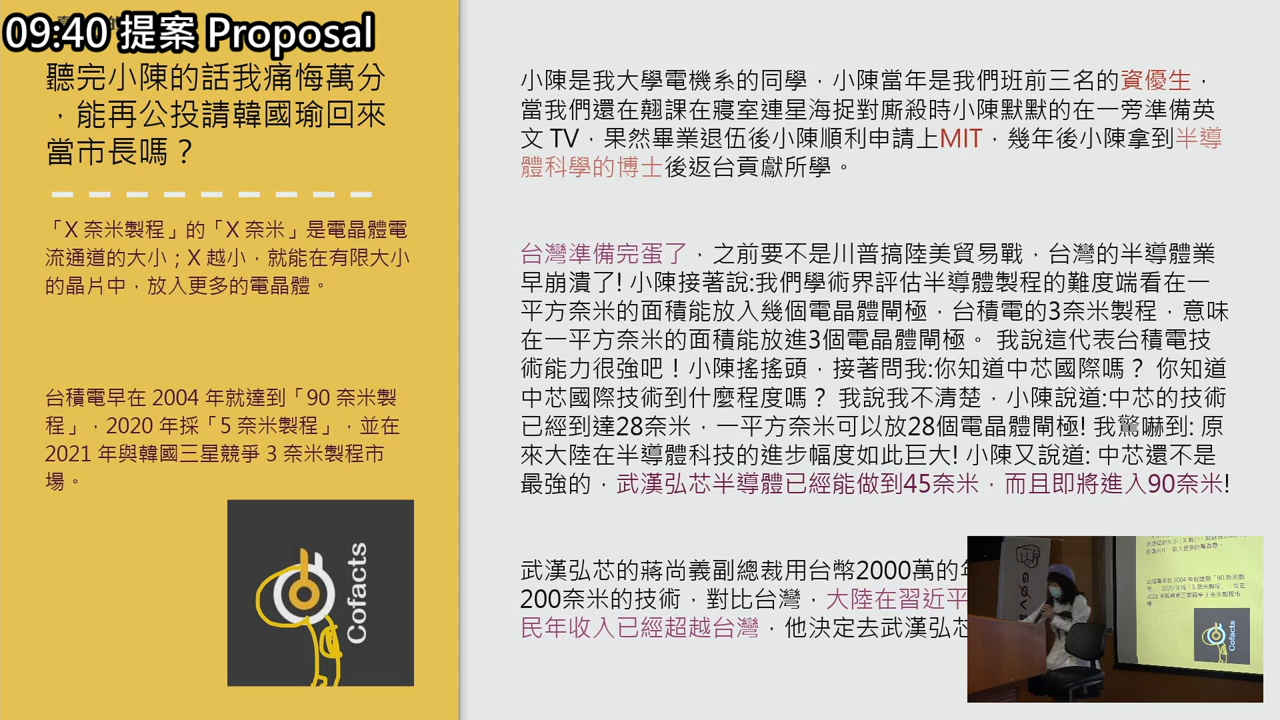 09:40 提案 Proposal
聽完小陳的話我痛悔萬分
，能再公投請韓國瑜回來
當市長嗎？
「X 奈米製程」的「X 奈米」是電晶體電
流通道的大小；X 越小，就能在有限大小
的晶片中，放入更多的電晶體。
台積電早在 2004 年就達到「90 奈米製
程」，2020 年採「5 奈米製程」，並在
2021 年與韓國三星競爭 3 奈米製程市
場。
Cofacts
小陳是我大學電機系的同學，小陳當年是我們班前三名的資優生，
當我們還在翹課在寢室連星海捉對廝殺時小陳默默的在一旁準備英
文 TV，果然畢業退伍後小陳順利申請上MIT，幾年後小陳拿到半導
體科學的博士後返台貢獻所學。
台灣準備完蛋了，之前要不是川普搞陸美貿易戰，台灣的半導體業
早崩潰了! 小陳接著說:我們學術界評估半導體製程的難度端看在一
平方奈米的面積能放入幾個電晶體閘極，台積電的3奈米製程，意味
在一平方奈米的面積能放進3個電晶體閘極。 我說這代表台積電技
術能力很強吧！小陳搖搖頭，接著問我:你知道中芯國際嗎？ 你知道
中芯國際技術到什麼程度嗎？ 我說我不清楚，小陳說道:中芯的技術
已經到達28奈米，一平方奈米可以放28個電晶體閘極! 我驚嚇到: 原
來大陸在半導體科技的進步幅度如此巨大! 小陳又說道: 中芯還不是
最強的，武漢弘芯半導體已經能做到45奈米，而且即將進入90奈米!
武漢弘芯的蔣尚義副總裁用台幣2000萬的
200奈米的技術，對比台灣，大陸在習近平
民年收入已經超越台灣，他決定去武漢弘芯